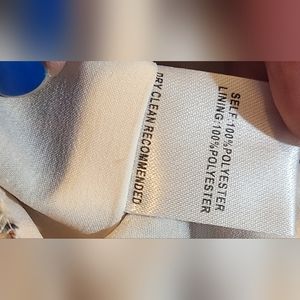 SELF:100%POLYESTER
LINING:100%POLYESTER
DRY CLEAN RECOMMENDED